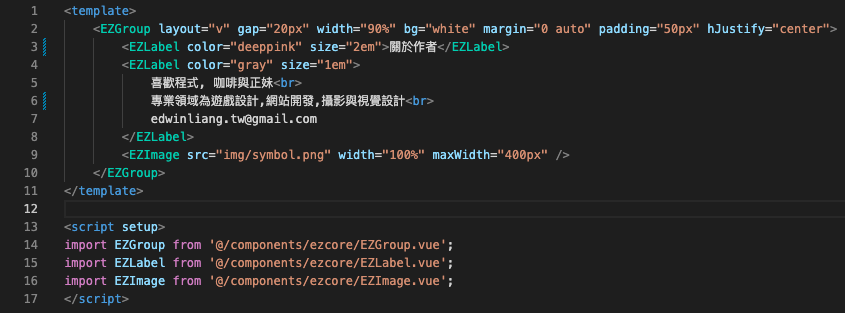 1 <template>
2     <EZGroup layout="v" gap="20px" width="90%" bg="white" margin="0 auto" padding="50px" hJustify="center">
3         <EZLabel color="deeppink" size="2em">關於作者</EZLabel>
4         <EZLabel color="gray" size="1em">
5             喜歡程式, 咖啡與正妹<br>
6             專業領域為遊戲設計,網站開發,攝影與視覺設計<br>
7             edwinliang.tw@gmail.com
8         </EZLabel>
9         <EZImage src="img/symbol.png" width="100%" maxWidth="400px" />
10     </EZGroup>
11 </template>
12
13 <script setup>
14 import EZGroup from '@/components/ezcore/EZGroup.vue';
15 import EZLabel from '@/components/ezcore/EZLabel.vue';
16 import EZImage from '@/components/ezcore/EZImage.vue';
17 </script>